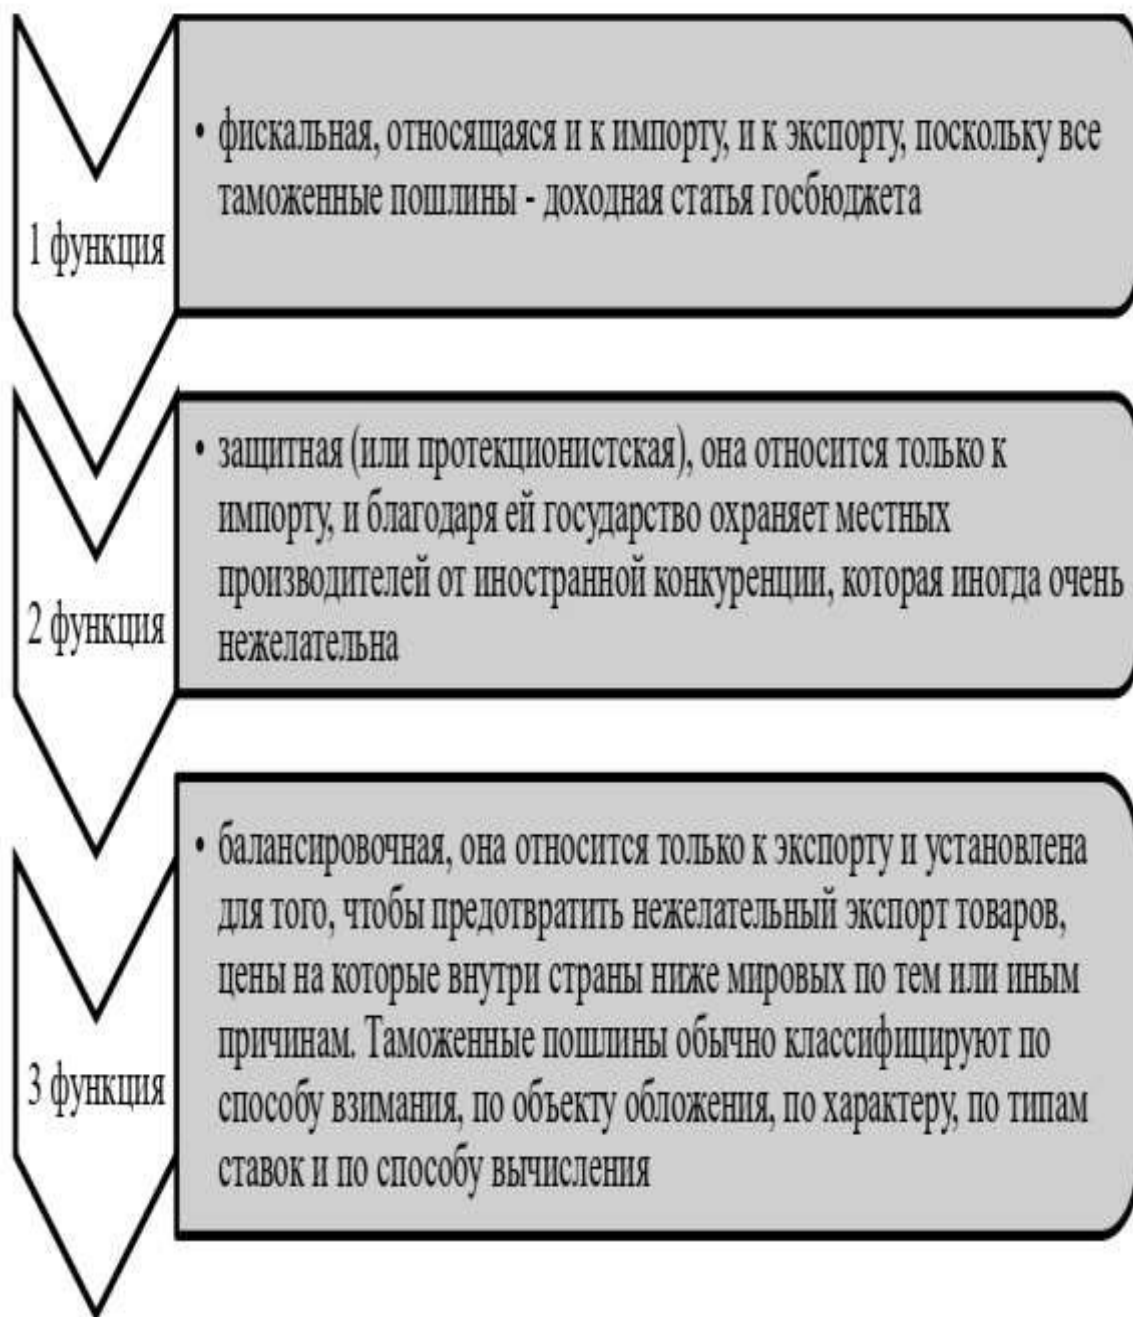 1 функция
• фискальная, относящаяся и к импорту, и к экспорту, поскольку все
таможенные пошлины - доходная статья госбюджета
2 функция
• защитная (или протекционистская), она относится только к
импорту, и благодаря ей государство охраняет местных
производителей от иностранной конкуренции, которая иногда очень
нежелательна
3 функция
• балансировочная, она относится только к экспорту и установлена
для того, чтобы предотвратить нежелательный экспорт товаров,
цены на которые внутри страны ниже мировых по тем или иным
причинам. Таможенные пошлины обычно классифицируют по
способу взимания, по объекту обложения, по характеру, по типам
ставок и по способу вычисления